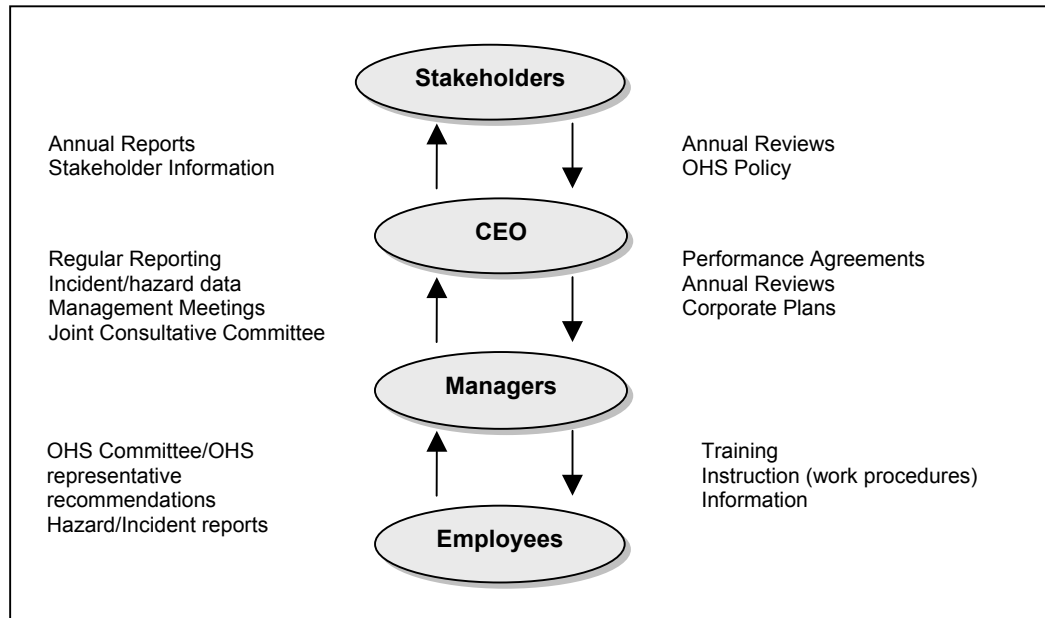 Stakeholders
Annual Reports
Stakeholder Information
Annual Reviews
OHS Policy
CEO
Regular Reporting
Incident/hazard data
Management Meetings
Joint Consultative Committee
Performance Agreements
Annual Reviews
Corporate Plans
Managers
OHS Committee/OHS
representative
recommendations
Hazard/Incident reports
Training
Instruction (work procedures)
Information
Employees